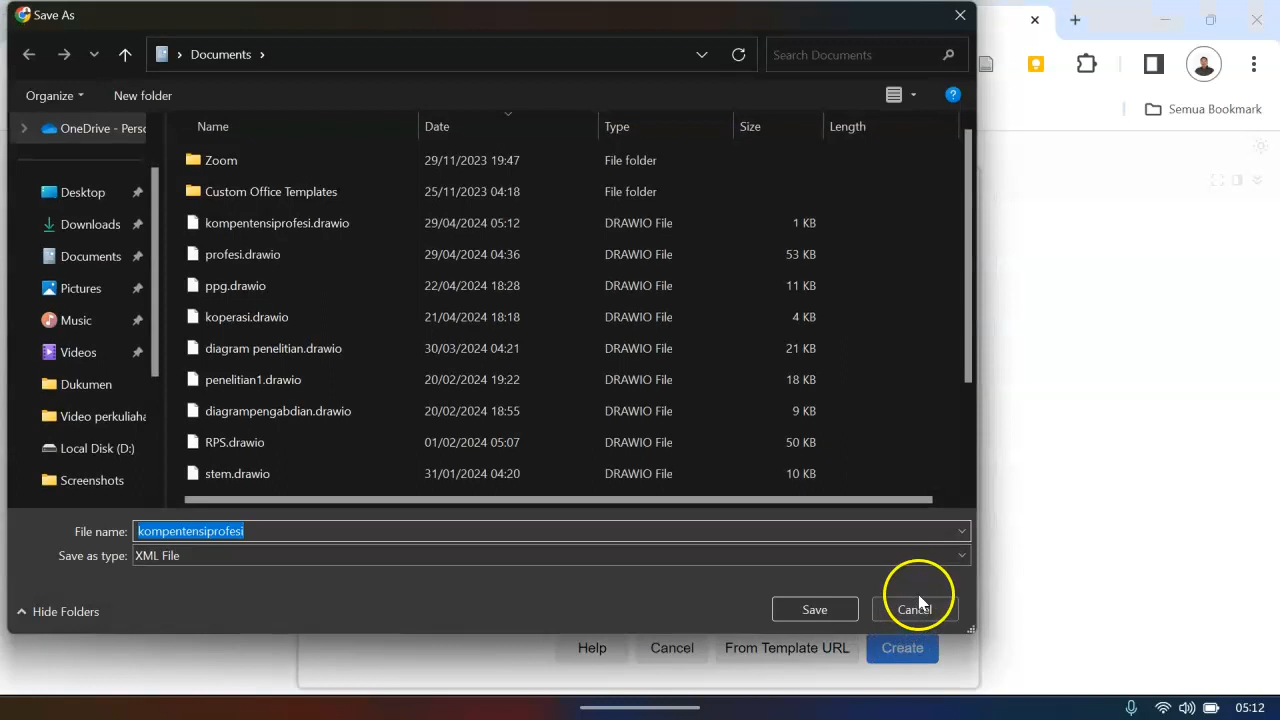 Save As
Documents
Search Documents
Semua Bookmark
Organize
New folder
Name Date Type Size Length
OneDrive - Persc
Desktop
Downloads
Documents
Pictures
Music
Videos
Dukumen
Video perkuliaha
Local Disk (D:)
Screenshots
Zoom 29/11/2023 19:47 File folder
Custom Office Templates 25/11/2023 04:18 File folder
kompentensiprofesi.drawio 29/04/2024 05:12 DRAWIO File 1 KB
profesi.drawio 29/04/2024 04:36 DRAWIO File 53 KB
ppg.drawio 22/04/2024 18:28 DRAWIO File 11 KB
koperasi.drawio 21/04/2024 18:18 DRAWIO File 4 KB
diagram penelitian.drawio 30/03/2024 04:21 DRAWIO File 21 KB
penelitian1.drawio 20/02/2024 19:22 DRAWIO File 18 KB
diagrampengabdian.drawio 20/02/2024 18:55 DRAWIO File 9 KB
RPS.drawio 01/02/2024 05:07 DRAWIO File 50 KB
stem.drawio 31/01/2024 04:20 DRAWIO File 10 KB
File name: kompentensiprofesi
Save as type: XML File
Hide Folders
Save
Cancel
Help
Cancel
From Template URL
Create
05:12